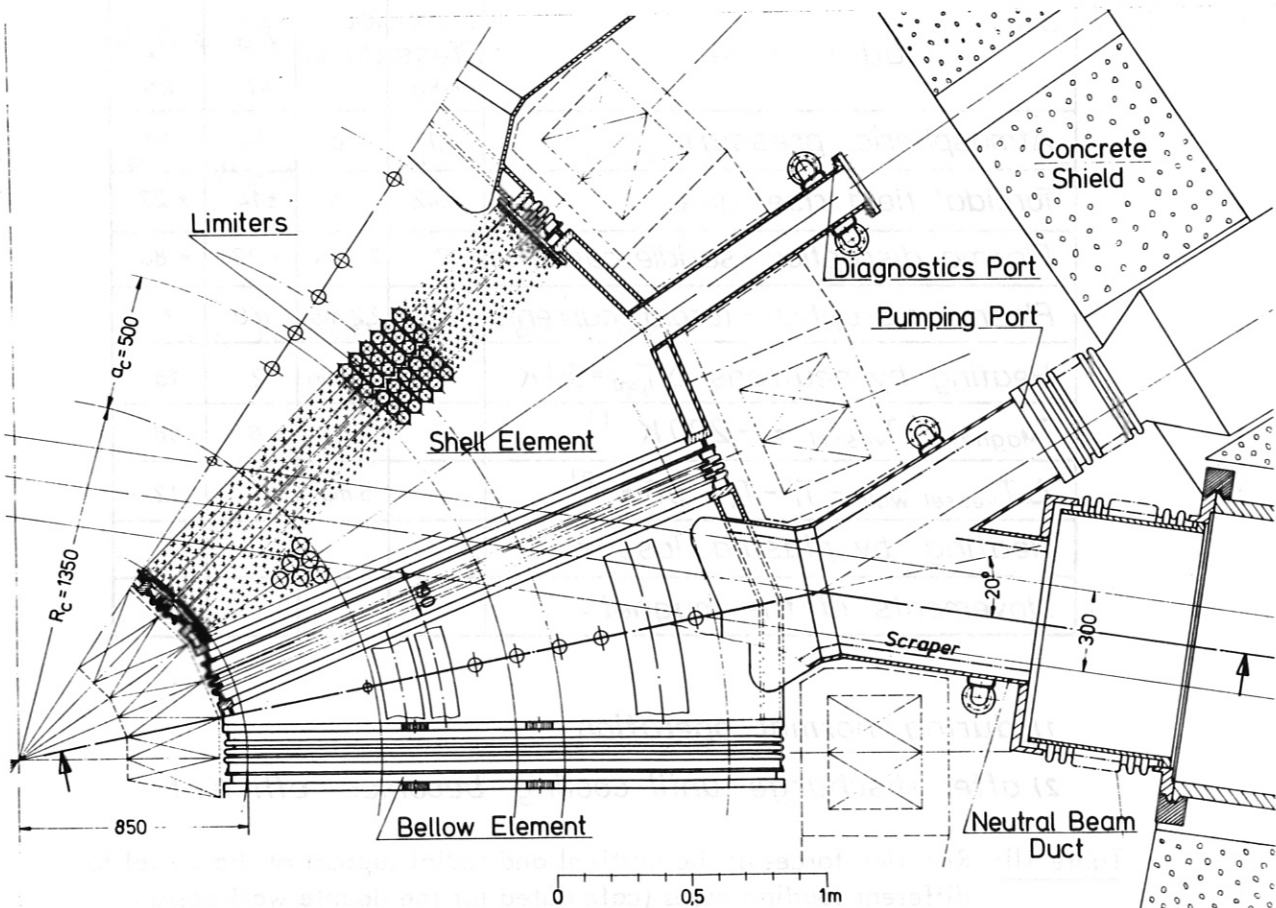 Concrete
Shield
Limiters
Diagnostics Port
Pumping Port
a_c = 500
Shell Element
R_c = 1350
~20°
300
Scraper
850
Bellow Element
Neutral Beam
Duct
0 0,5 1m